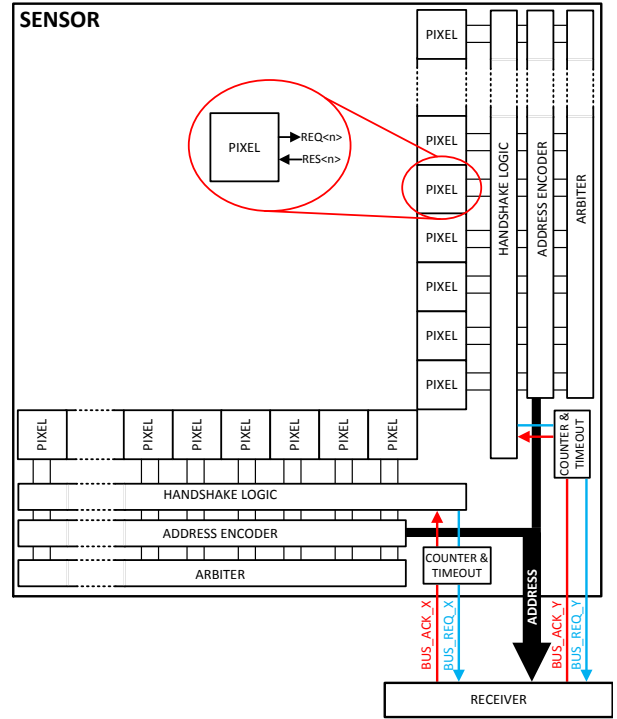 SENSOR
PIXEL
PIXEL
REQ<n>
RES<n>
PIXEL
PIXEL
PIXEL
PIXEL
PIXEL
PIXEL
HANDSHAKE LOGIC
ADDRESS ENCODER
ARBITER
COUNTER &
TIMEOUT
PIXEL
PIXEL
PIXEL
PIXEL
PIXEL
PIXEL
PIXEL
HANDSHAKE LOGIC
ADDRESS ENCODER
ARBITER
COUNTER &
TIMEOUT
BUS_ACK_X
BUS_REQ_X
ADDRESS
BUS_ACK_Y
BUS_REQ_Y
RECEIVER